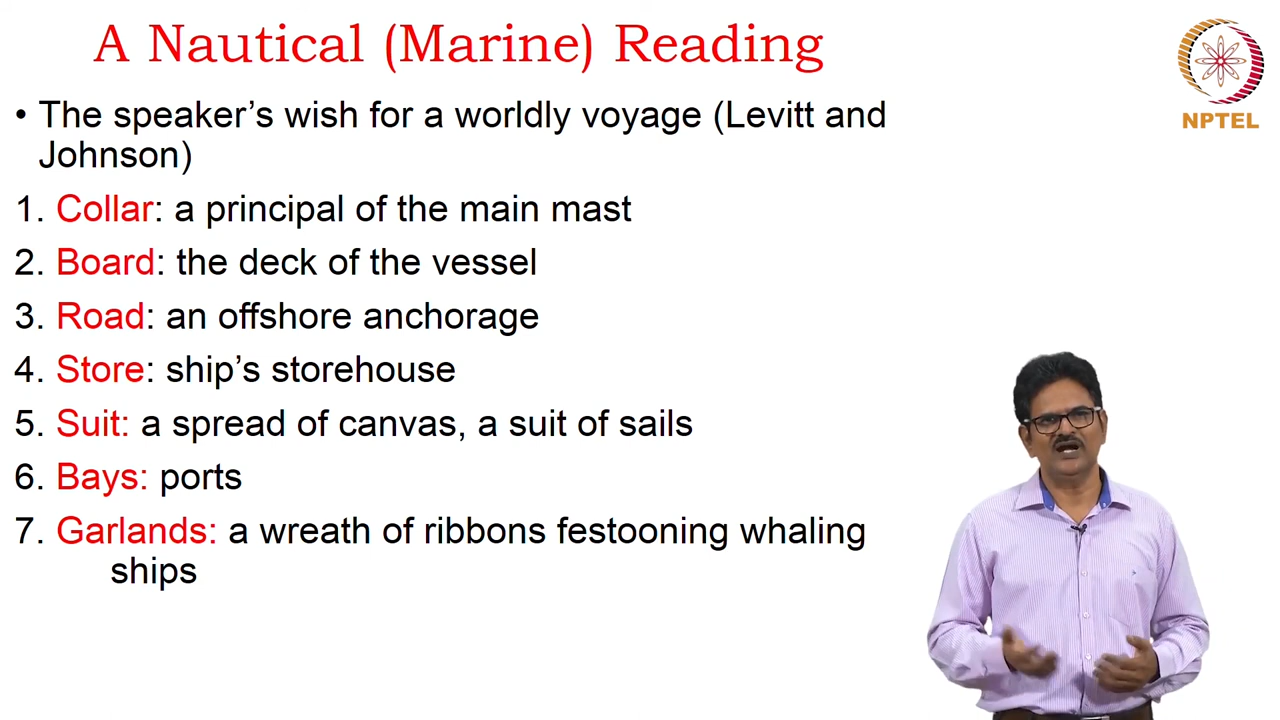 A Nautical (Marine) Reading
• The speaker's wish for a worldly voyage (Levitt and
Johnson)
1. Collar: a principal of the main mast
2. Board: the deck of the vessel
3. Road: an offshore anchorage
4. Store: ship's storehouse
5. Suit: a spread of canvas, a suit of sails
6. Bays: ports
7. Garlands: a wreath of ribbons festooning whaling
ships
NPTEL